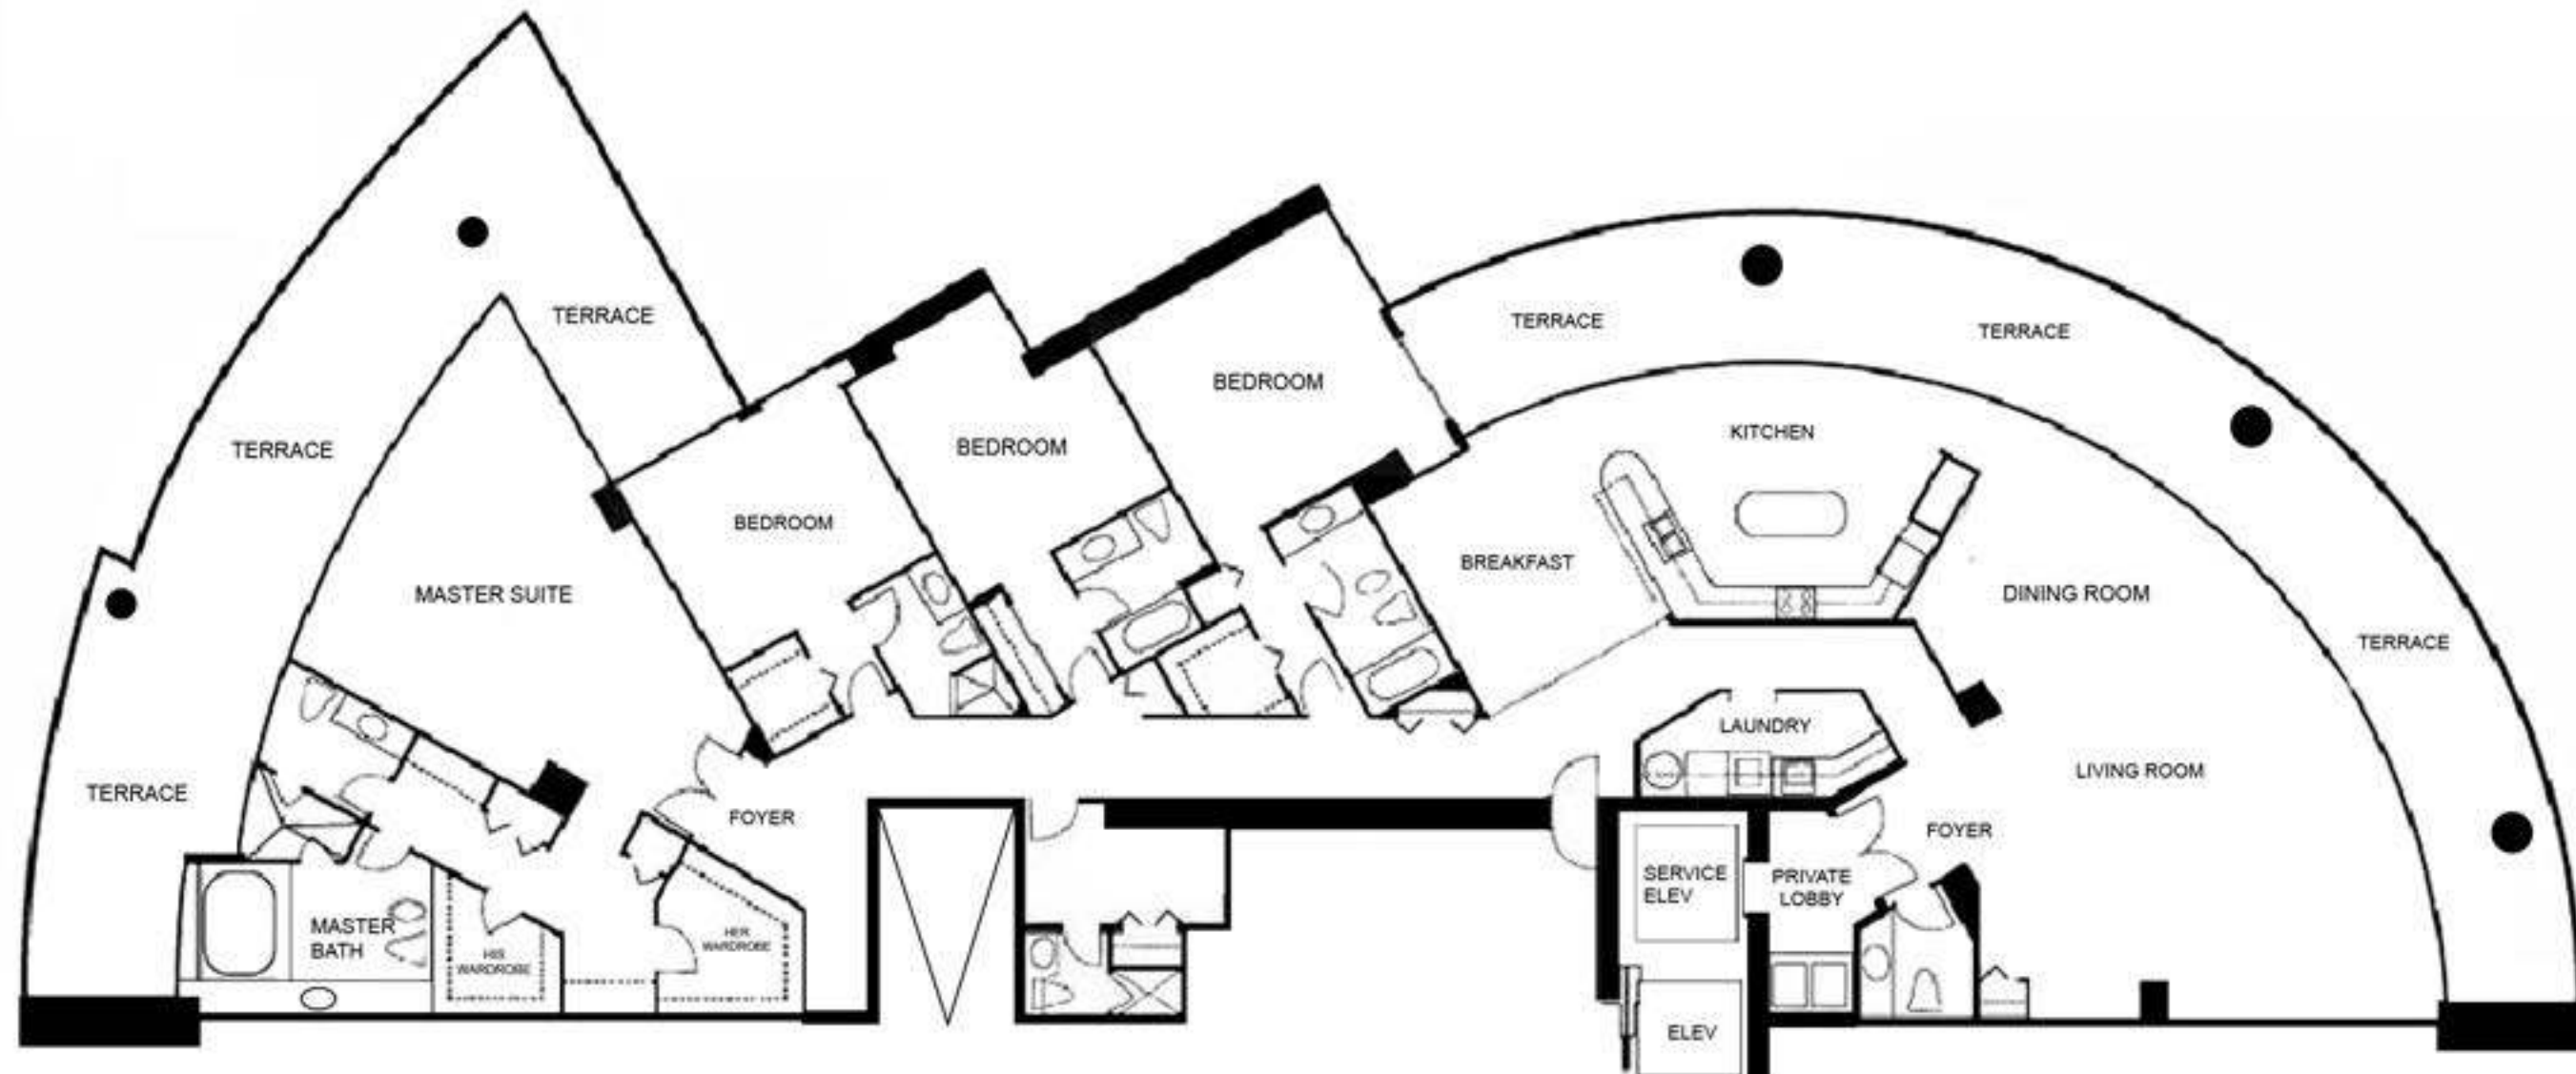 TERRACE
TERRACE
TERRACE
BEDROOM
TERRACE
KITCHEN
BEDROOM
TERRACE
BEDROOM
BREAKFAST
MASTER SUITE
DINING ROOM
TERRACE
LAUNDRY
LIVING ROOM
TERRACE
FOYER
FOYER
SERVICE
ELEV
PRIVATE
LOBBY
MASTER
BATH
HER
WARDROBE
HIS
WARDROBE
ELEV